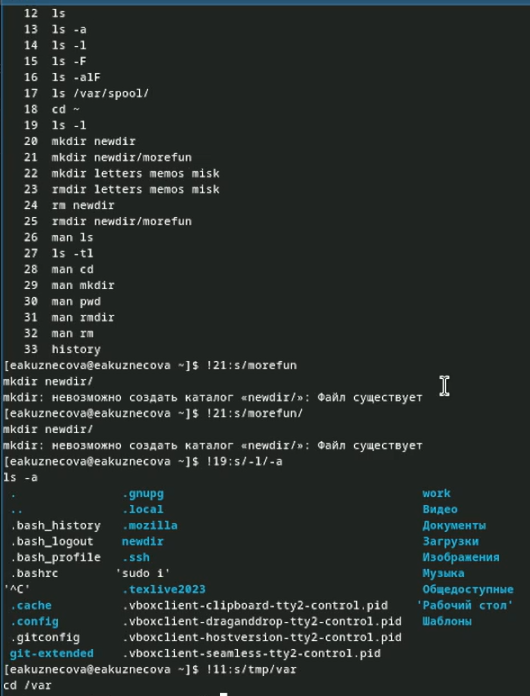 12 ls
13 ls -a
14 ls -l
15 ls -F
16 ls -alF
17 ls /var/spool/
18 cd ~
19 ls -l
20 mkdir newdir
21 mkdir newdir/morefun
22 mkdir letters memos misk
23 rmdir letters memos misk
24 rm newdir
25 rmdir newdir/morefun
26 man ls
27 ls -tl
28 man cd
29 man mkdir
30 man pwd
31 man rmdir
32 man rm
33 history
[eakuznecova@eakuznecova ~]$ !21:s/morefun
mkdir newdir/
mkdir: невозможно создать каталог «newdir/»: Файл существует
[eakuznecova@eakuznecova ~]$ !21:s/morefun/
mkdir newdir/
mkdir: невозможно создать каталог «newdir/»: Файл существует
[eakuznecova@eakuznecova ~]$ !19:s/-l/-a
ls -a
. .gnupg work
.. .local Видео
.bash_history .mozilla Документы
.bash_logout newdir Загрузки
.bash_profile .ssh Изображения
.bashrc 'sudo i' Музыка
'^C' .texlive2023 Общедоступные
.cache .vboxclient-clipboard-tty2-control.pid 'Рабочий стол'
.config .vboxclient-draganddrop-tty2-control.pid Шаблоны
.gitconfig .vboxclient-hostversion-tty2-control.pid
git-extended .vboxclient-seamless-tty2-control.pid
[eakuznecova@eakuznecova ~]$ !11:s/tmp/var
cd /var